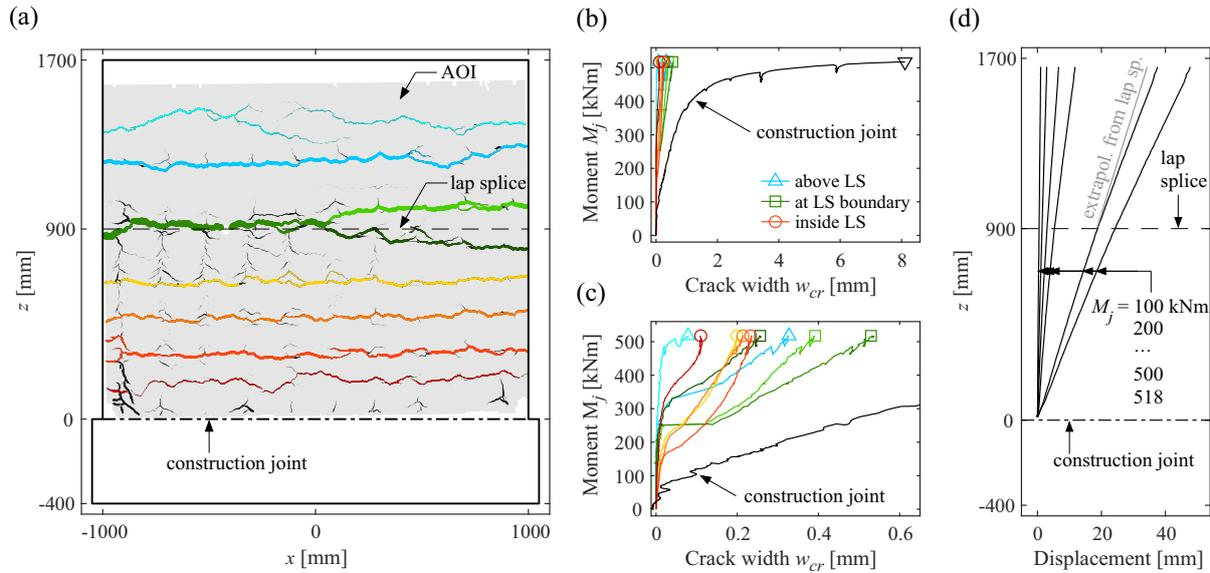 (a)
1700
900
0
-400
z [mm]
-1000
0
1000
x [mm]
AOI
lap splice
construction joint
(b)
500
400
300
200
100
0
Moment Mj [kNm]
0
2
4
6
8
Crack width wcr [mm]
construction joint
above LS
at LS boundary
inside LS
(c)
500
400
300
200
100
0
Moment Mj [kNm]
0
0.2
0.4
0.6
Crack width wcr [mm]
construction joint
(d)
1700
900
0
-400
z [mm]
0
20
40
Displacement [mm]
extrapol. from lap sp.
lap
splice
Mj = 100 kNm
200
...
500
518
construction joint